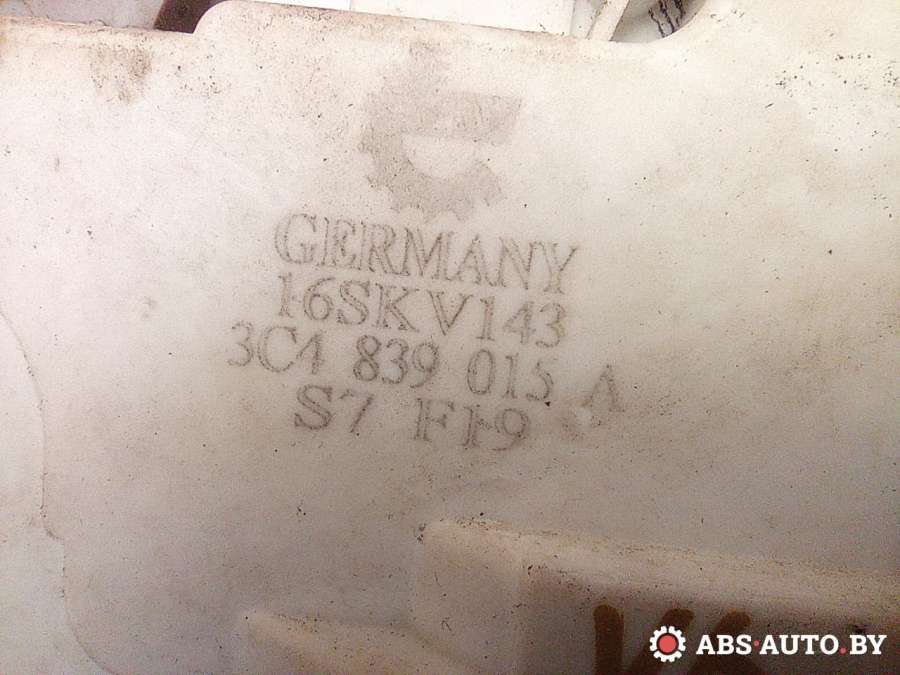 GERMANY
16SKV143
3C4 839 015 A
S7 F19
ABS-AUTO.BY